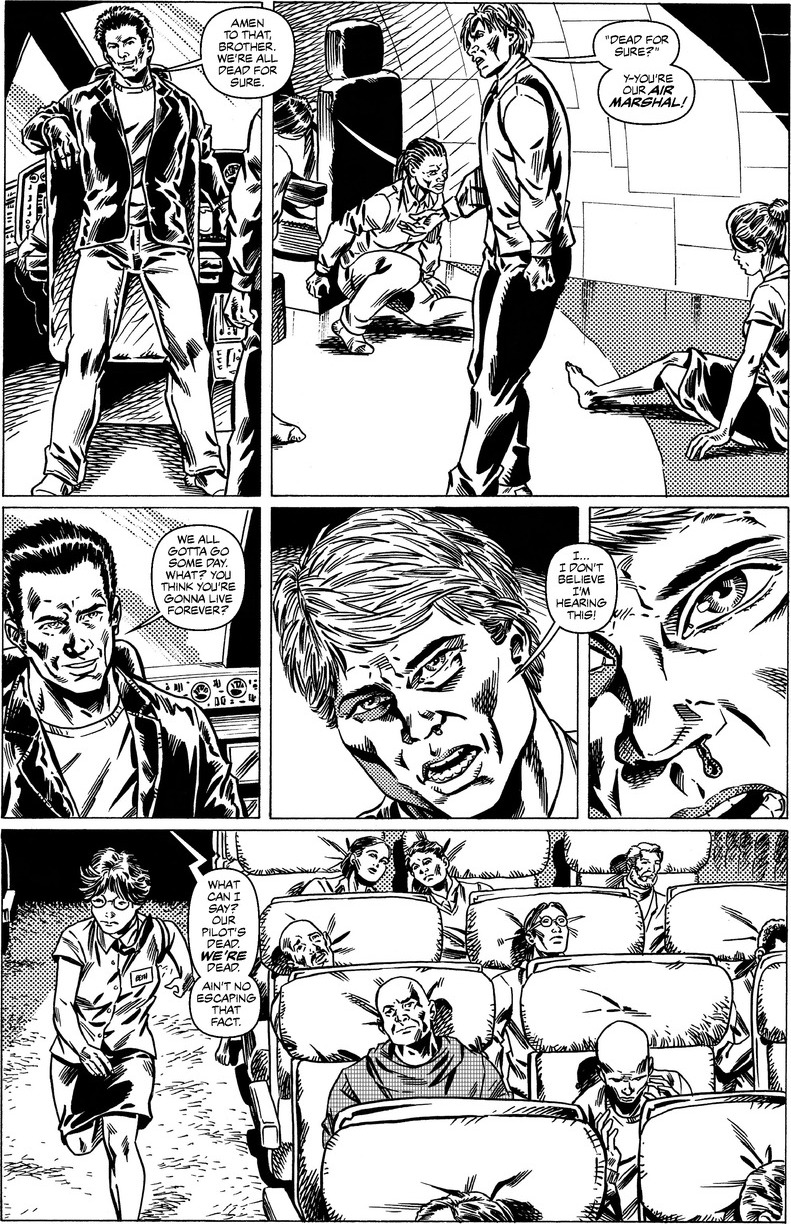 AMEN
TO THAT,
BROTHER.
WE'RE ALL
DEAD FOR
SURE.
"DEAD FOR
SURE?"
Y-YOU'RE
OUR AIR
MARSHAL!
WE ALL
GOTTA GO
SOME DAY.
WHAT? YOU
THINK YOU'RE
GONNA LIVE
FOREVER?
I...
I DON'T
BELIEVE
I'M
HEARING
THIS!
WHAT
CAN I
SAY?
OUR
PILOT'S
DEAD.
WE'RE
DEAD.
AIN'T NO
ESCAPING
THAT
FACT.
BETH